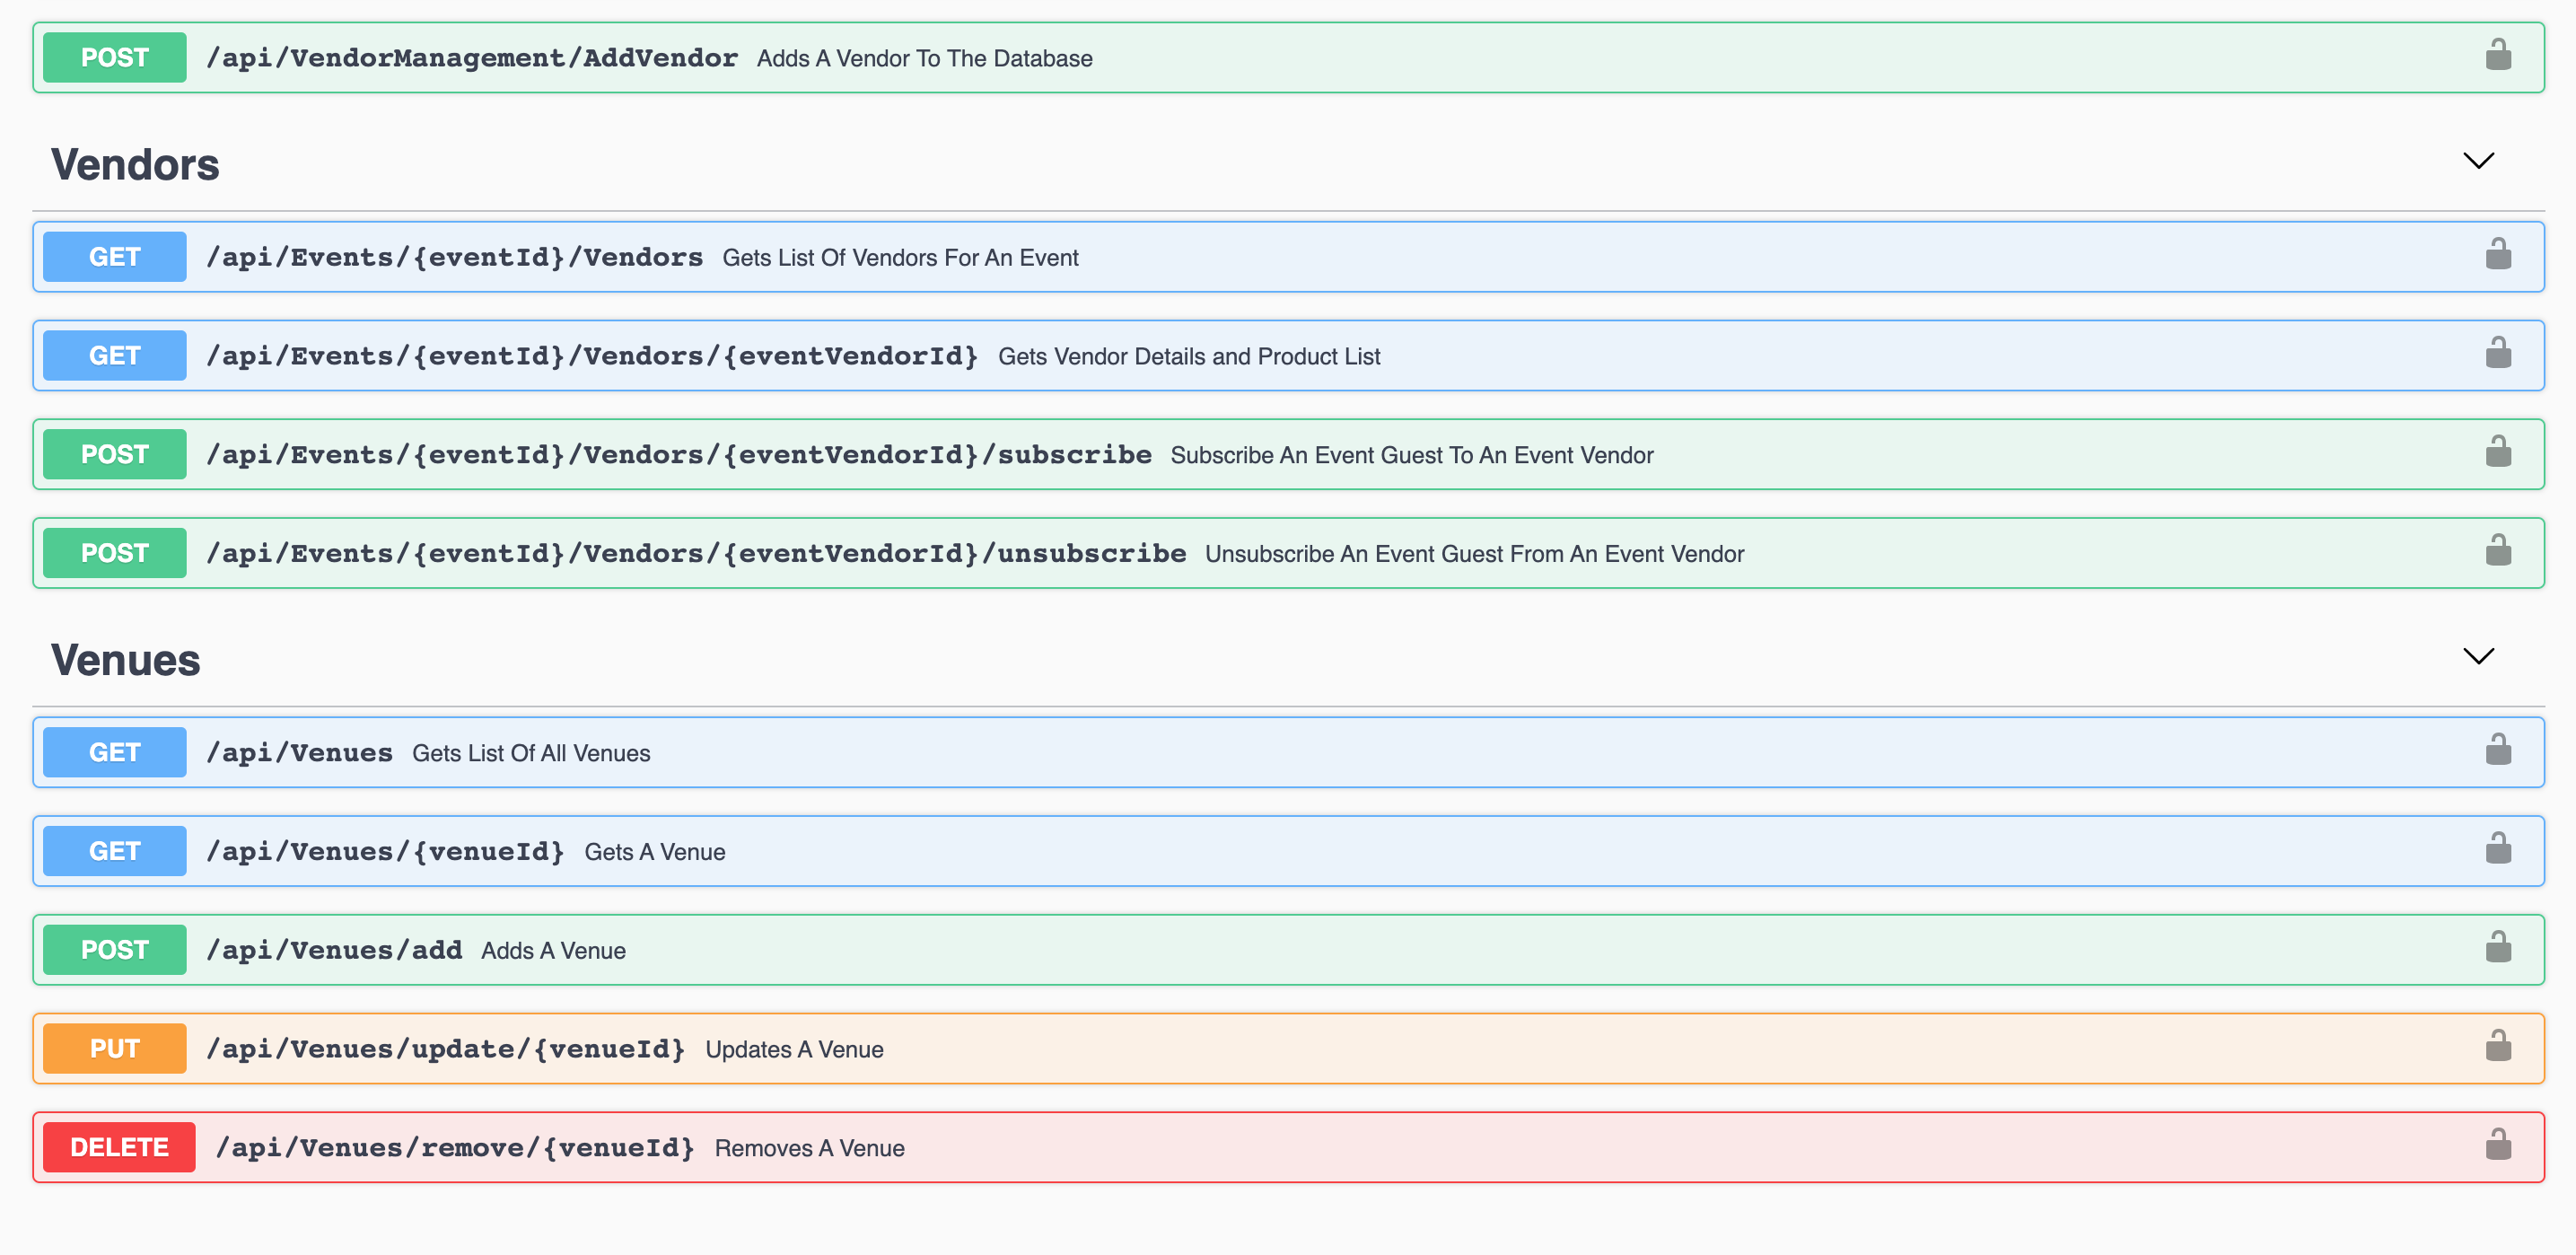 POST /api/VendorManagement/AddVendor Adds A Vendor To The Database
Vendors
GET /api/Events/{eventId}/Vendors Gets List Of Vendors For An Event
GET /api/Events/{eventId}/Vendors/{eventVendorId} Gets Vendor Details and Product List
POST /api/Events/{eventId}/Vendors/{eventVendorId}/subscribe Subscribe An Event Guest To An Event Vendor
POST /api/Events/{eventId}/Vendors/{eventVendorId}/unsubscribe Unsubscribe An Event Guest From An Event Vendor
Venues
GET /api/Venues Gets List Of All Venues
GET /api/Venues/{venueId} Gets A Venue
POST /api/Venues/add Adds A Venue
PUT /api/Venues/update/{venueId} Updates A Venue
DELETE /api/Venues/remove/{venueId} Removes A Venue